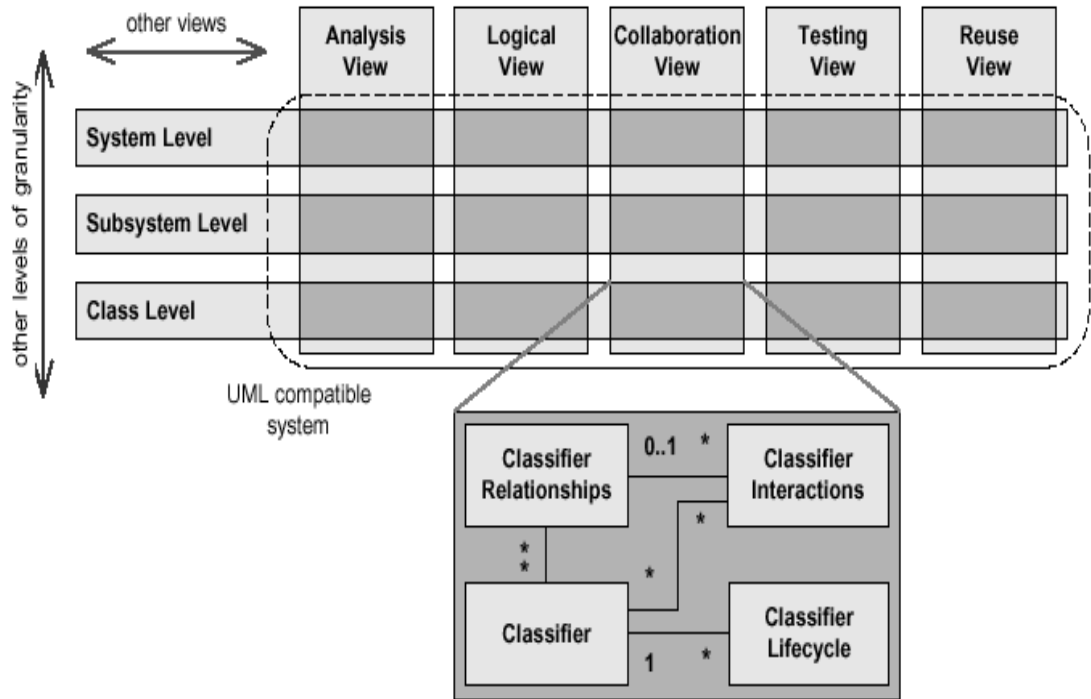 other views
Analysis
View
Logical
View
Collaboration
View
Testing
View
Reuse
View
other levels of granularity
System Level
Subsystem Level
Class Level
UML compatible
system
Classifier
Relationships
0..1 *
Classifier
Interactions
*
*
*
*
Classifier
1 *
Classifier
Lifecycle